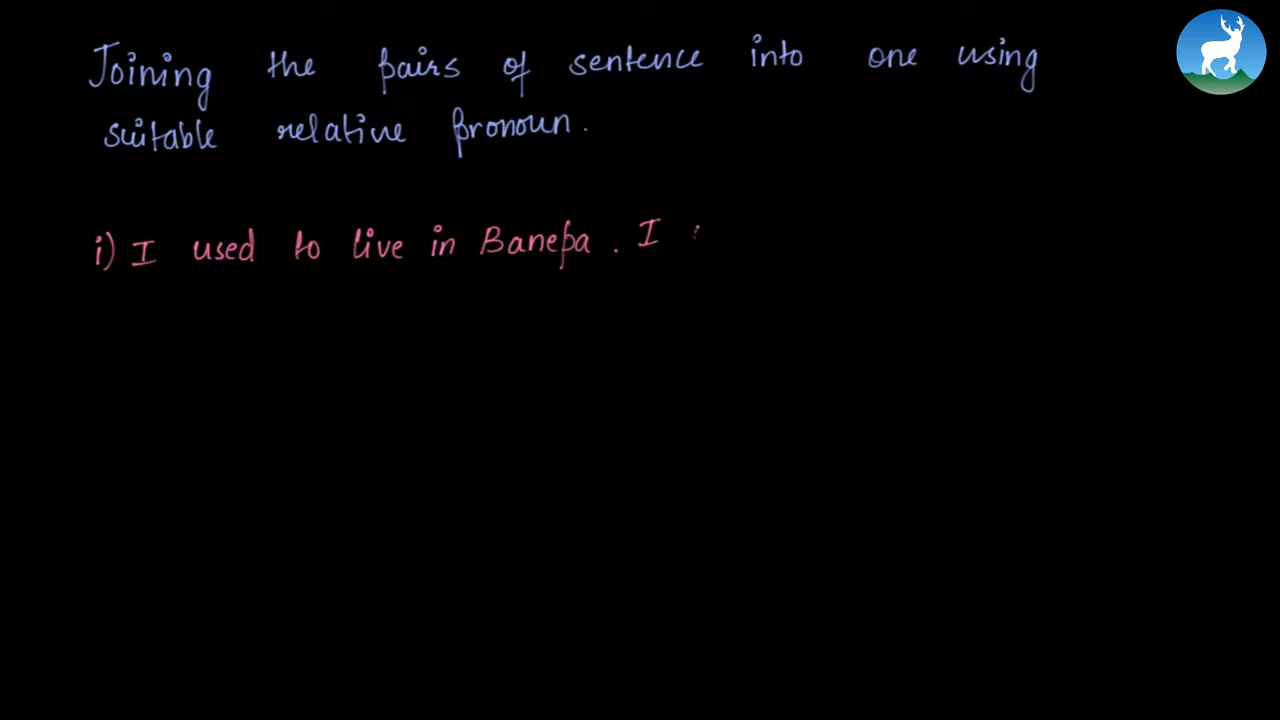 Joining the pairs of sentence into one using
suitable relative pronoun.
i) I used to live in Banepa. I